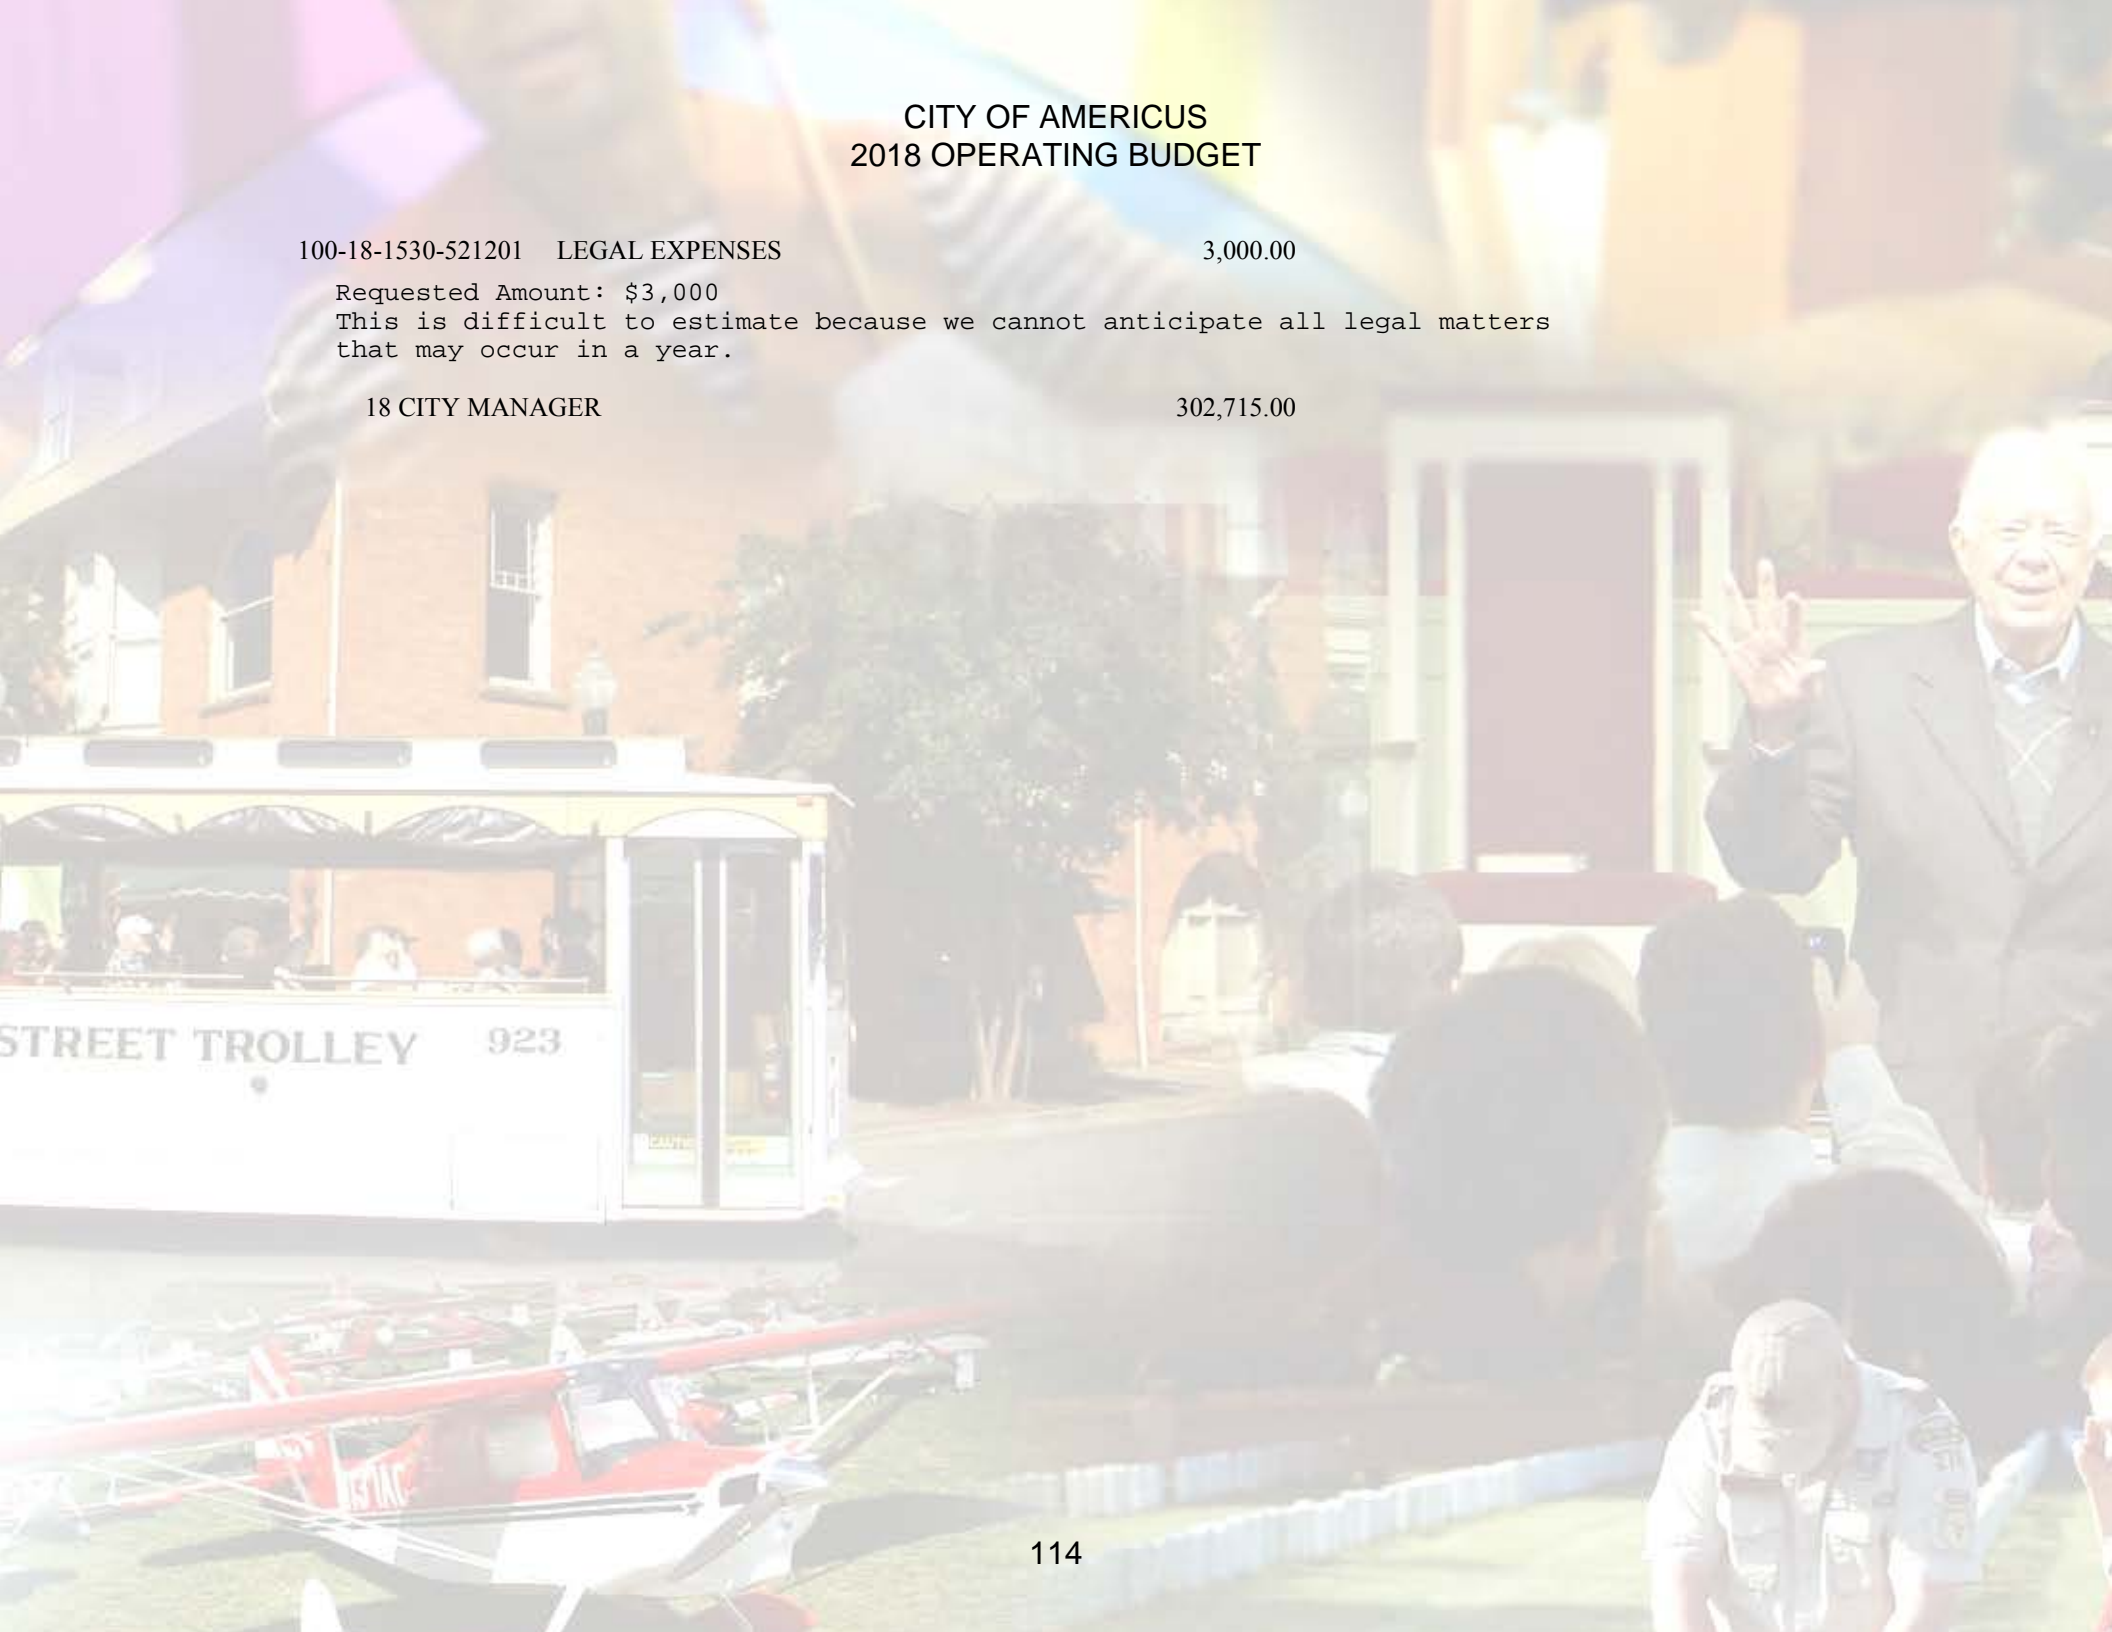 CITY OF AMERICUS
2018 OPERATING BUDGET
100-18-1530-521201 LEGAL EXPENSES 3,000.00
Requested Amount: $3,000
This is difficult to estimate because we cannot anticipate all legal matters
that may occur in a year.
18 CITY MANAGER 302,715.00
STREET TROLLEY 923
114